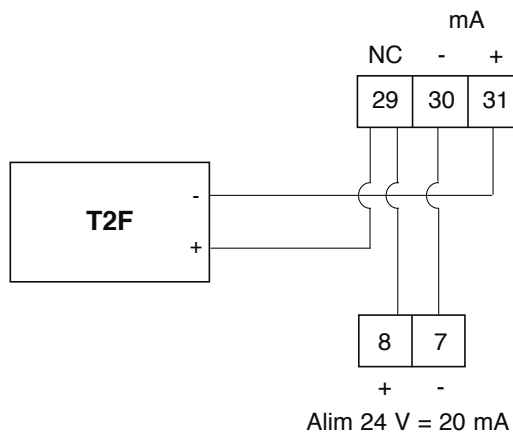 mA
NC - +
29 30 31
-
T2F
+
8 7
+ -
Alim 24 V = 20 mA